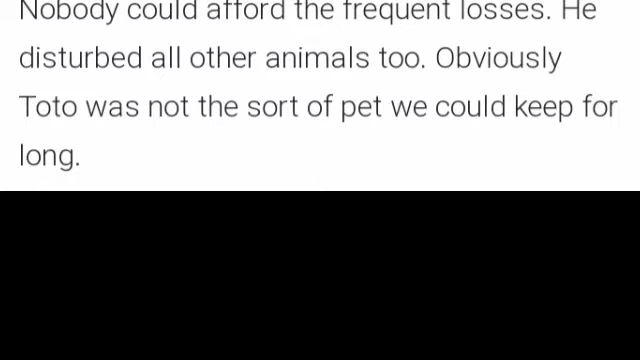 Nobody could afford the frequent losses. He
disturbed all other animals too. Obviously
Toto was not the sort of pet we could keep for
long.